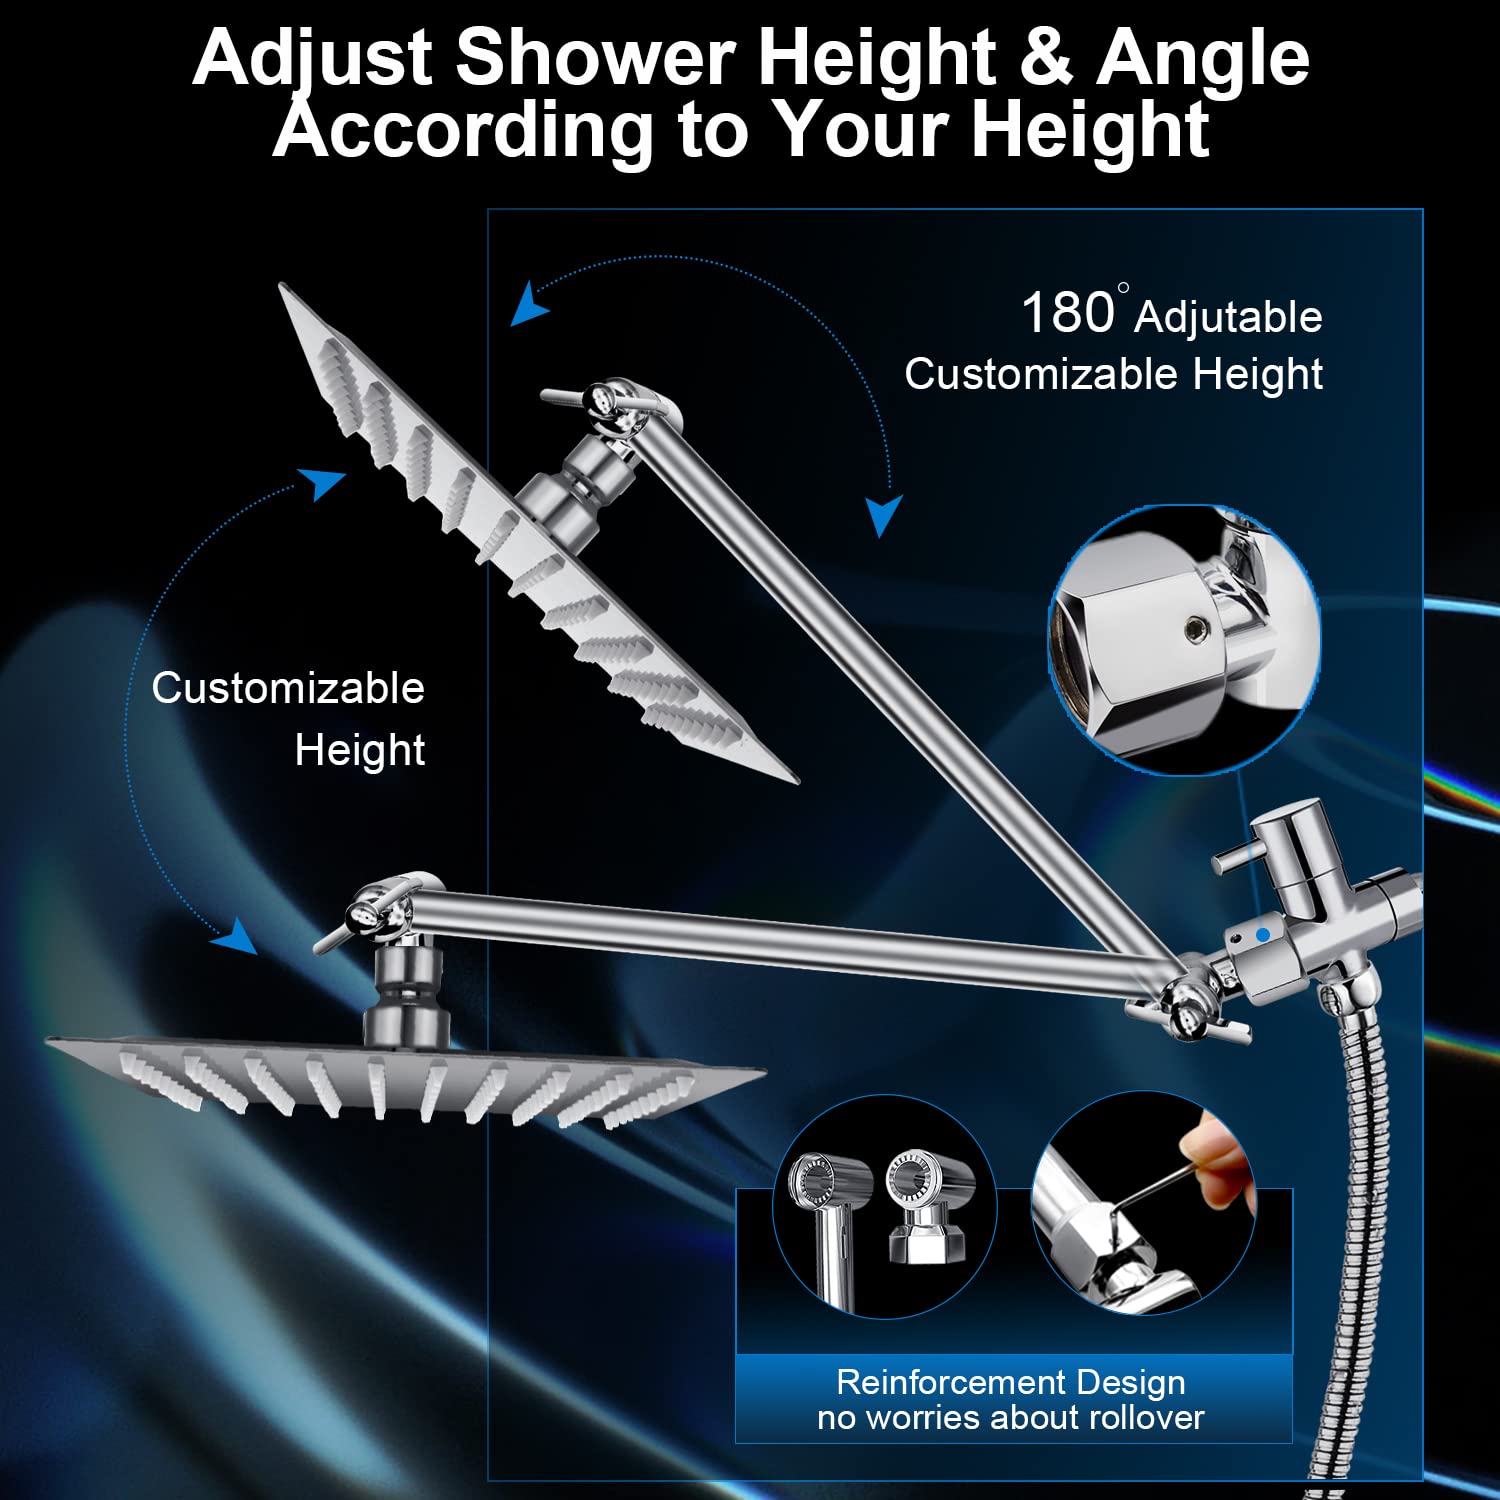 Adjust Shower Height & Angle
According to Your Height
180° Adjutable
Customizable Height
Customizable
Height
Reinforcement Design
no worries about rollover